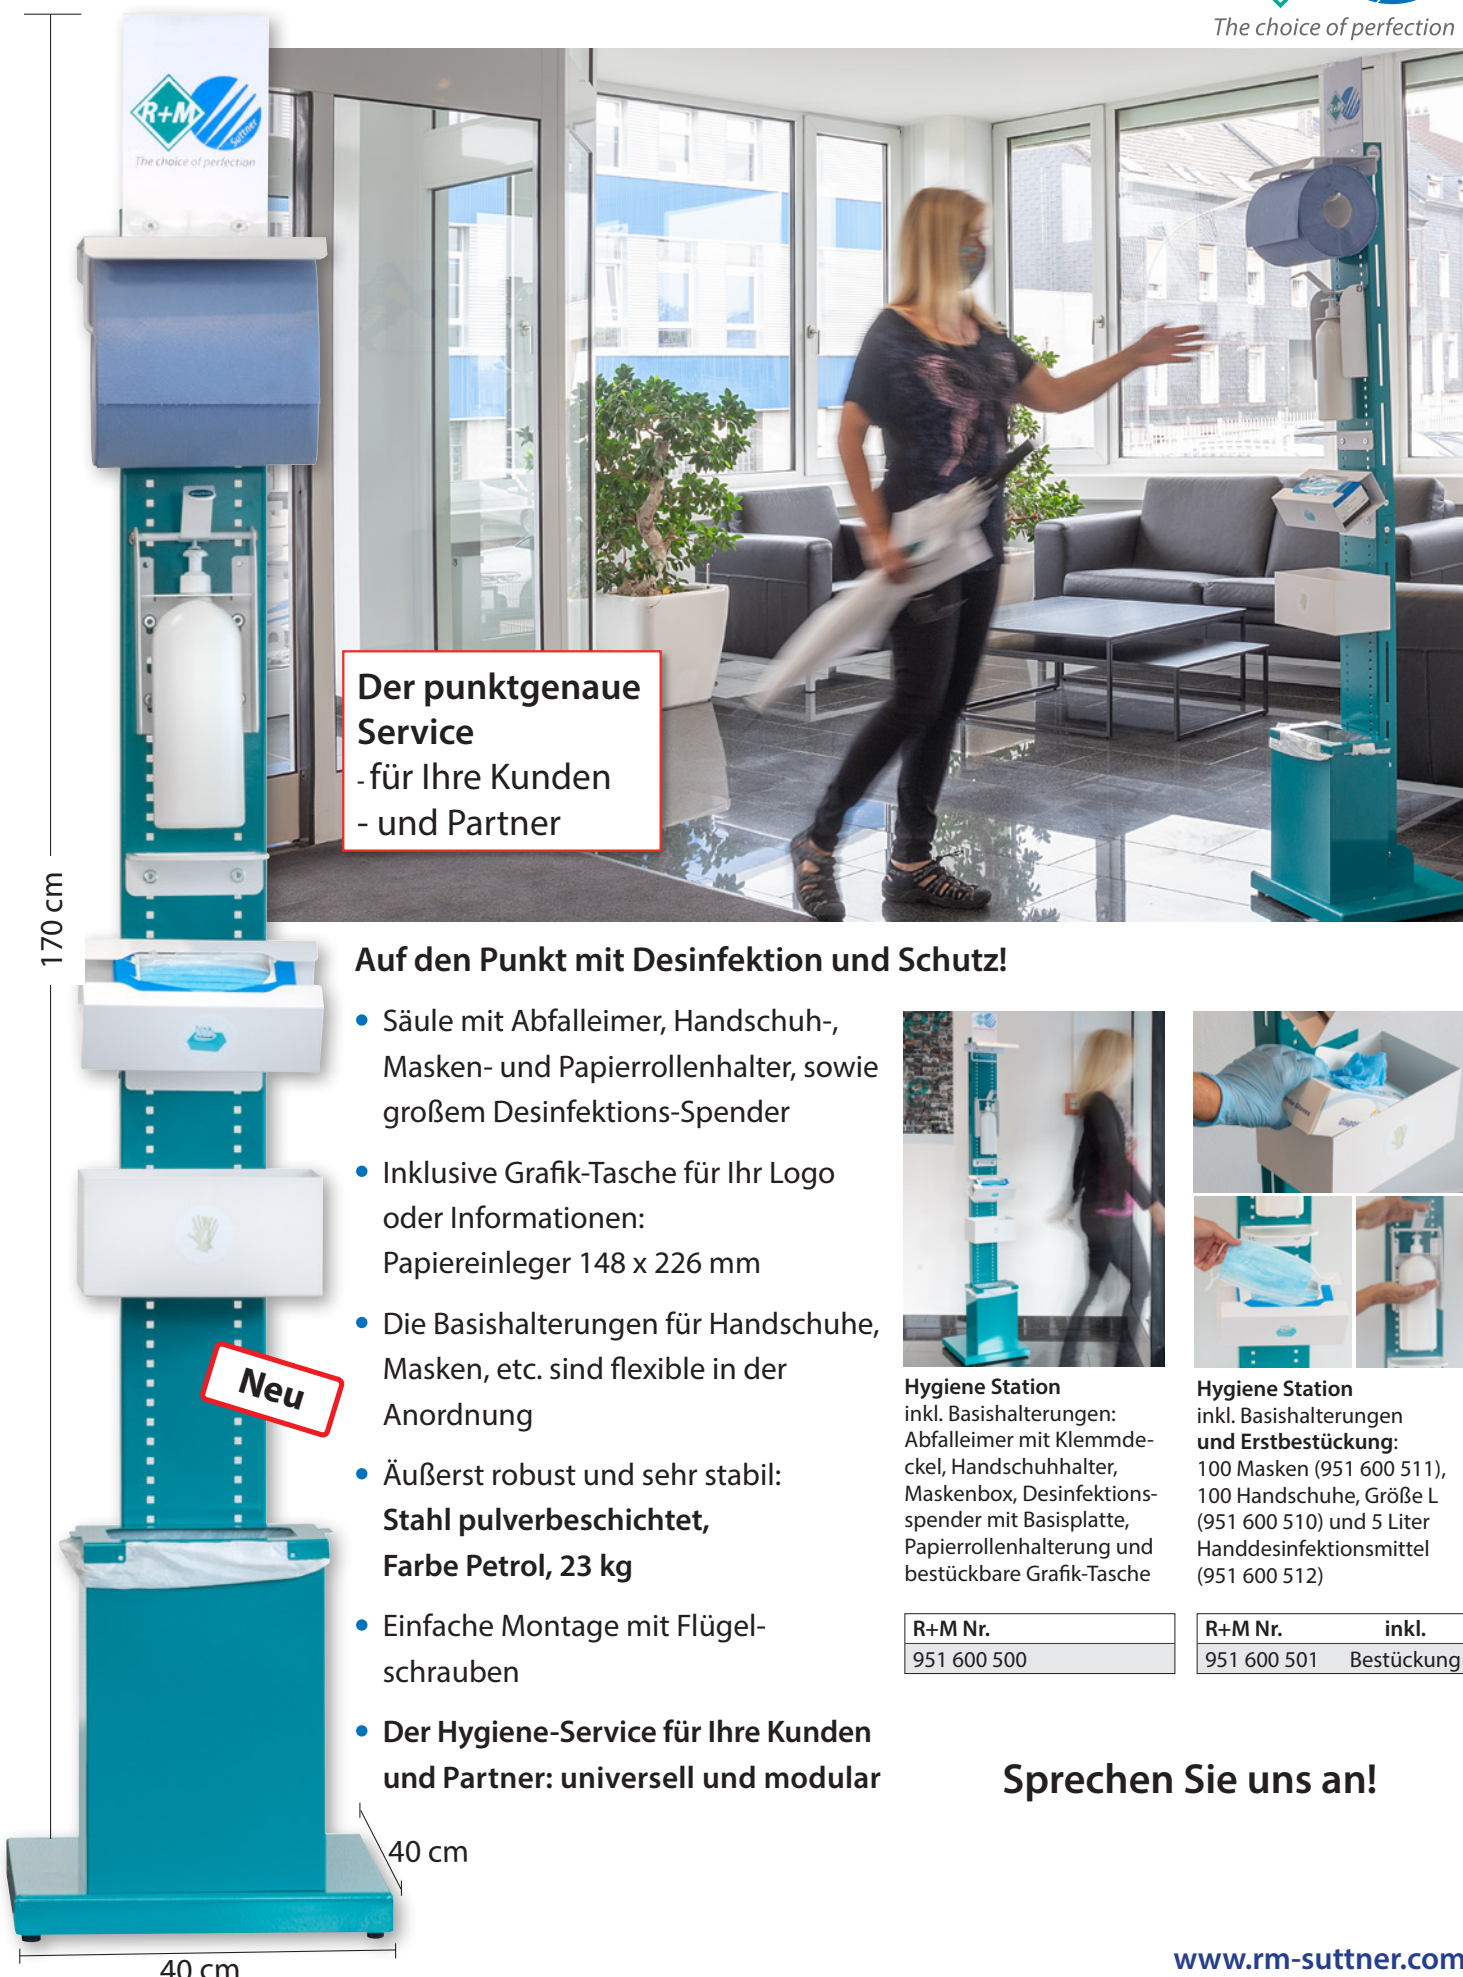 The choice of perfection
R+M
Suttner
The choice of perfection
Der punktgenaue
Service
- für Ihre Kunden
- und Partner
170 cm
Auf den Punkt mit Desinfektion und Schutz!
• Säule mit Abfalleimer, Handschuh-,
Masken- und Papierrollenhalter, sowie
großem Desinfektions-Spender
• Inklusive Grafik-Tasche für Ihr Logo
oder Informationen:
Papiereinleger 148 x 226 mm
• Die Basishalterungen für Handschuhe,
Masken, etc. sind flexible in der
Anordnung
• Äußerst robust und sehr stabil:
Stahl pulverbeschichtet,
Farbe Petrol, 23 kg
• Einfache Montage mit Flügel-
schrauben
• Der Hygiene-Service für Ihre Kunden
und Partner: universell und modular
Neu
40 cm
40 cm
Hygiene Station
inkl. Basishalterungen:
Abfalleimer mit Klemmde-
ckel, Handschuhhalter,
Maskenbox, Desinfektions-
spender mit Basisplatte,
Papierrollenhalterung und
bestückbare Grafik-Tasche
R+M Nr.
951 600 500
Hygiene Station
inkl. Basishalterungen
und Erstbestückung:
100 Masken (951 600 511),
100 Handschuhe, Größe L
(951 600 510) und 5 Liter
Handdesinfektionsmittel
(951 600 512)
R+M Nr. inkl.
951 600 501 Bestückung
Sprechen Sie uns an!
www.rm-suttner.com